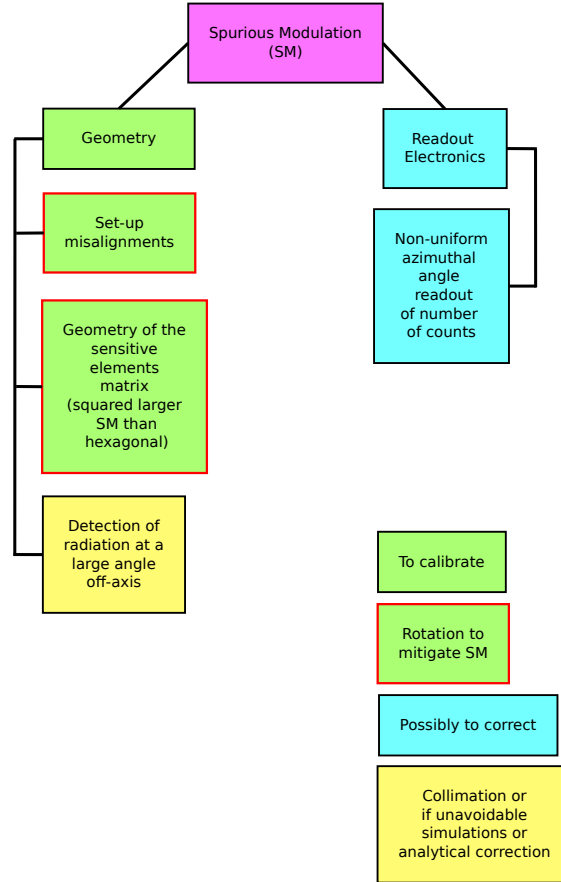 Spurious Modulation
(SM)
Geometry
Readout
Electronics
Set-up
misalignments
Non-uniform
azimuthal
angle
readout
of number
of counts
Geometry of the
sensitive
elements
matrix
(squared larger
SM than
hexagonal)
Detection of
radiation at a
large angle
off-axis
To calibrate
Rotation to
mitigate SM
Possibly to correct
Collimation or
if unavoidable
simulations or
analytical correction